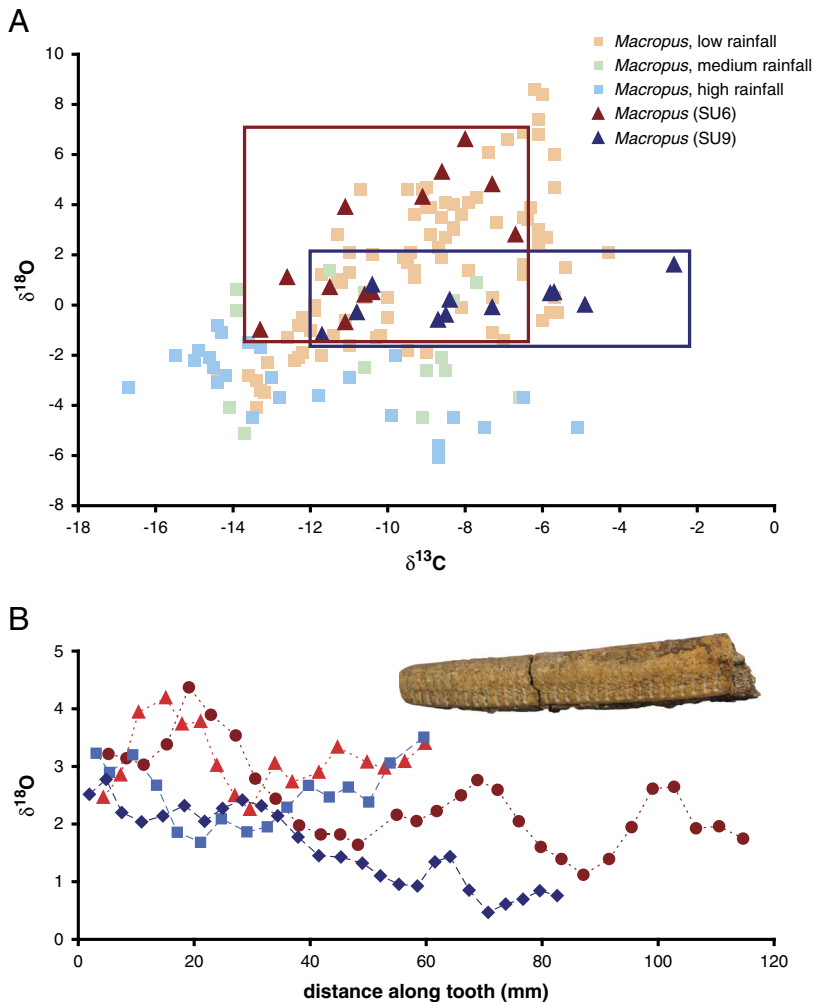 A
10
8
6
4
2
0
-2
-4
-6
-8
δ18O
-18 -16 -14 -12 -10 -8 -6 -4 -2 0
δ13C
Macropus, low rainfall
Macropus, medium rainfall
Macropus, high rainfall
Macropus (SU6)
Macropus (SU9)
B
5
4
3
2
1
0
δ18O
0 20 40 60 80 100 120
distance along tooth (mm)